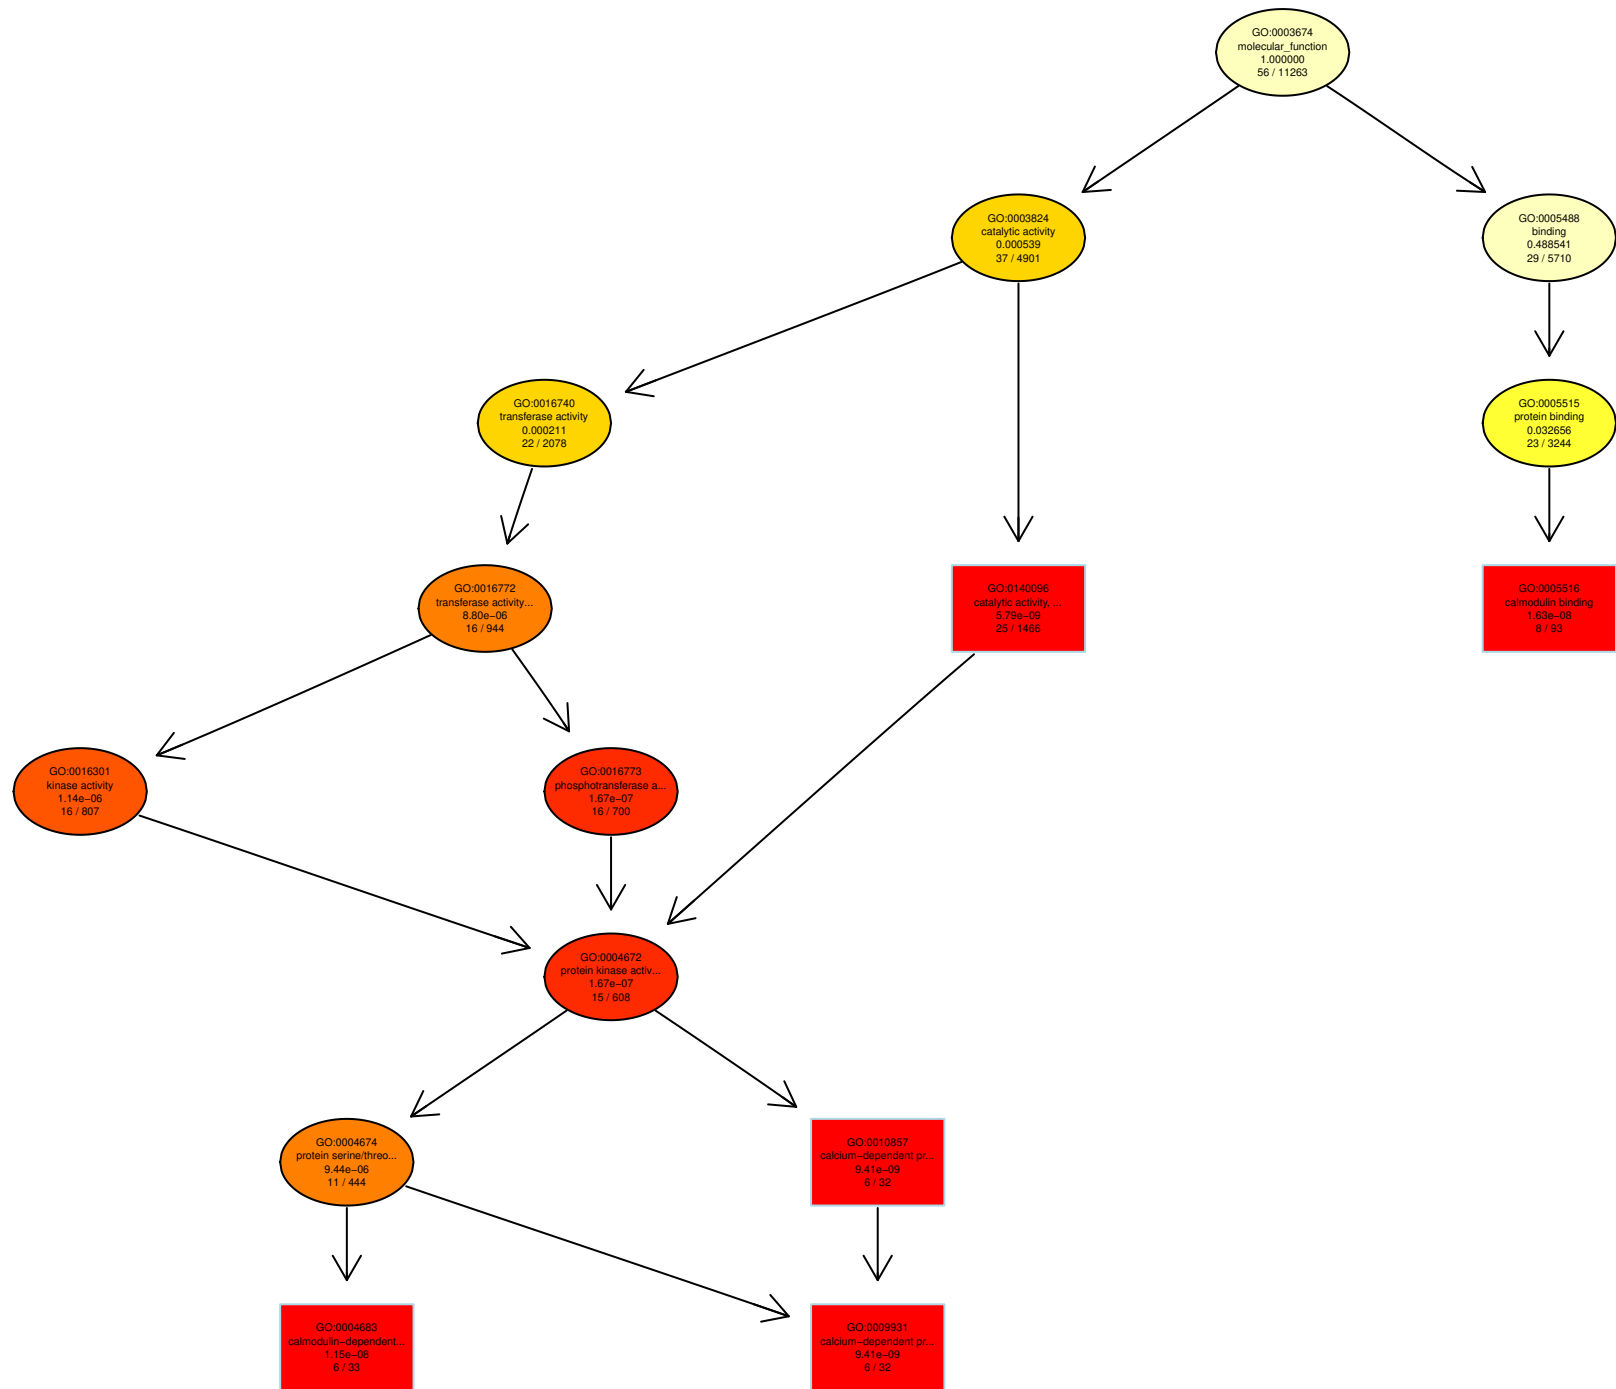 GO:0003674
molecular_function
1.000000
56 / 11263
GO:0003824
catalytic activity
0.000539
37 / 4901
GO:0005488
binding
0.488541
29 / 5710
GO:0016740
transferase activity
0.000211
22 / 2078
GO:0005515
protein binding
0.032656
23 / 3244
GO:0016772
transferase activity...
8.80e−06
16 / 944
GO:0140096
catalytic activity, ...
5.79e−09
25 / 1466
GO:0005516
calmodulin binding
1.63e−08
8 / 93
GO:0016301
kinase activity
1.14e−06
16 / 807
GO:0016773
phosphotransferase a...
1.67e−07
16 / 700
GO:0004672
protein kinase activ...
1.67e−07
15 / 608
GO:0004674
protein serine/threo...
9.44e−06
11 / 444
GO:0010857
calcium−dependent pr...
9.41e−09
6 / 32
GO:0004683
calmodulin−dependent...
1.15e−08
6 / 33
GO:0009931
calcium−dependent pr...
9.41e−09
6 / 32